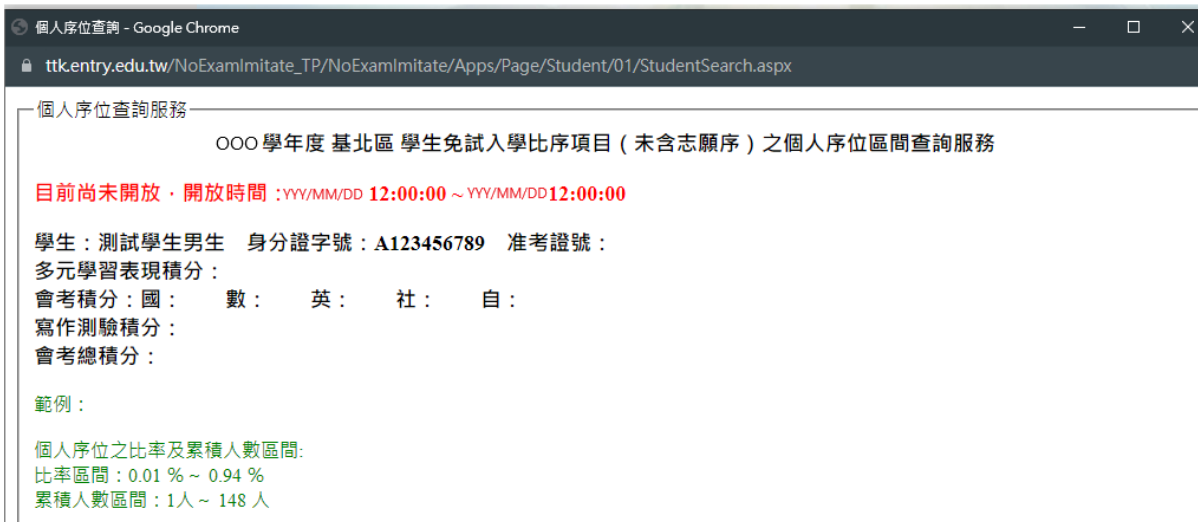 個人序位查詢 - Google Chrome
ttk.entry.edu.tw/NoExamImitate_TP/NoExamImitate/Apps/Page/Student/01/StudentSearch.aspx
個人序位查詢服務
OOO 學年度 基北區 學生免試入學比序項目（未含志願序）之個人序位區間查詢服務
目前尚未開放，開放時間：YYY/MM/DD 12:00:00 ~ YYY/MM/DD12:00:00
學生：測試學生男生 身分證字號：A123456789 准考證號：
多元學習表現積分：
會考積分：國： 數： 英： 社： 自：
寫作測驗積分：
會考總積分：
範例：
個人序位之比率及累積人數區間:
比率區間：0.01 % ~ 0.94 %
累積人數區間：1人 ~ 148 人